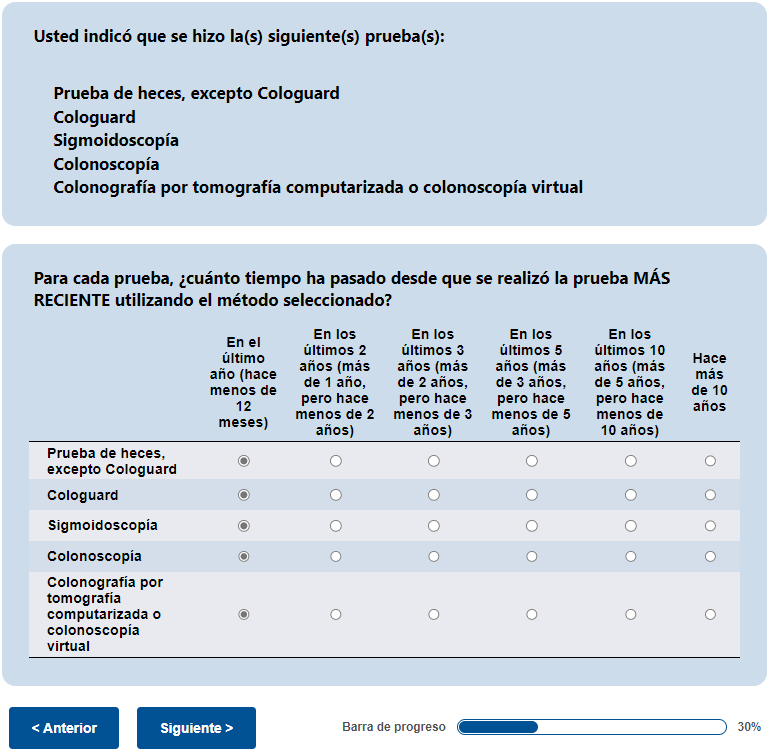 Usted indicó que se hizo la(s) siguiente(s) prueba(s):
Prueba de heces, excepto Cologuard
Cologuard
Sigmoidoscopía
Colonoscopía
Colonografía por tomografía computarizada o colonoscopía virtual
Para cada prueba, ¿cuánto tiempo ha pasado desde que se realizó la prueba MÁS
RECIENTE utilizando el método seleccionado?
En el
último
año (hace
menos de
12
meses)
En los
últimos 2
años (más
de 1 año,
pero hace
menos de 2
años)
En los
últimos 3
años (más
de 2 años,
pero hace
menos de 3
años)
En los
últimos 5
años (más
de 3 años,
pero hace
menos de 5
años)
En los
últimos 10
años (más
de 5 años,
pero hace
menos de
10 años)
Hace
más
de 10
años
Prueba de heces,
excepto Cologuard
Cologuard
Sigmoidoscopía
Colonoscopía
Colonografía por
tomografía
computarizada o
colonoscopía
virtual
< Anterior
Siguiente >
Barra de progreso
30%